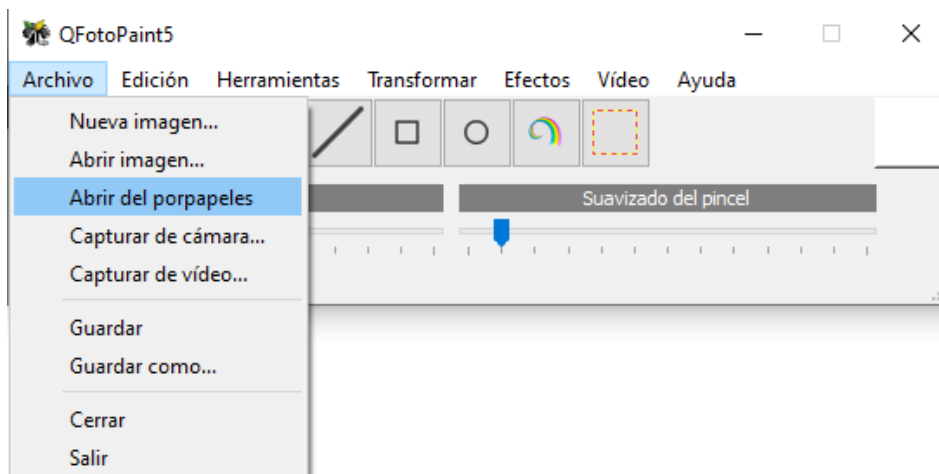 QFotoPaint5
Archivo Edición Herramientas Transformar Efectos Vídeo Ayuda
Nueva imagen...
Abrir imagen...
Abrir del porpapeles
Suavizado del pincel
Capturar de cámara...
Capturar de vídeo...
Guardar
Guardar como...
Cerrar
Salir